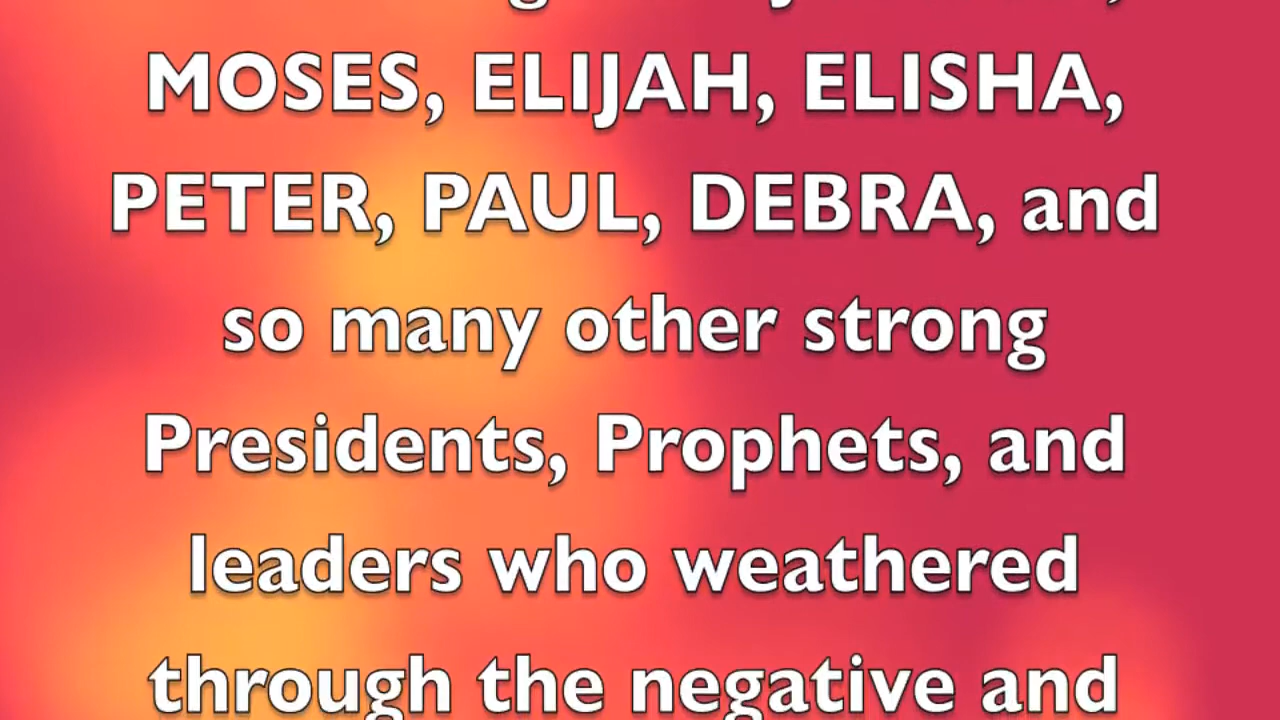 MOSES, ELIJAH, ELISHA,
PETER, PAUL, DEBRA, and
so many other strong
Presidents, Prophets, and
leaders who weathered
through the negative and